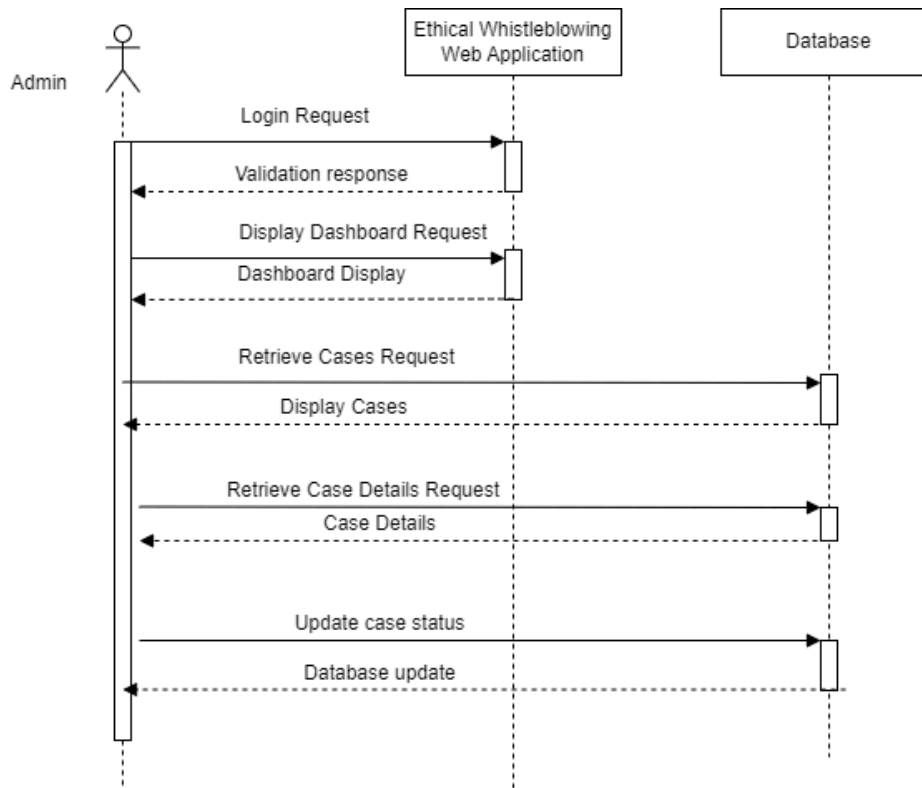 Ethical Whistleblowing
Web Application
Database
Admin
Login Request
Validation response
Display Dashboard Request
Dashboard Display
Retrieve Cases Request
Display Cases
Retrieve Case Details Request
Case Details
Update case status
Database update